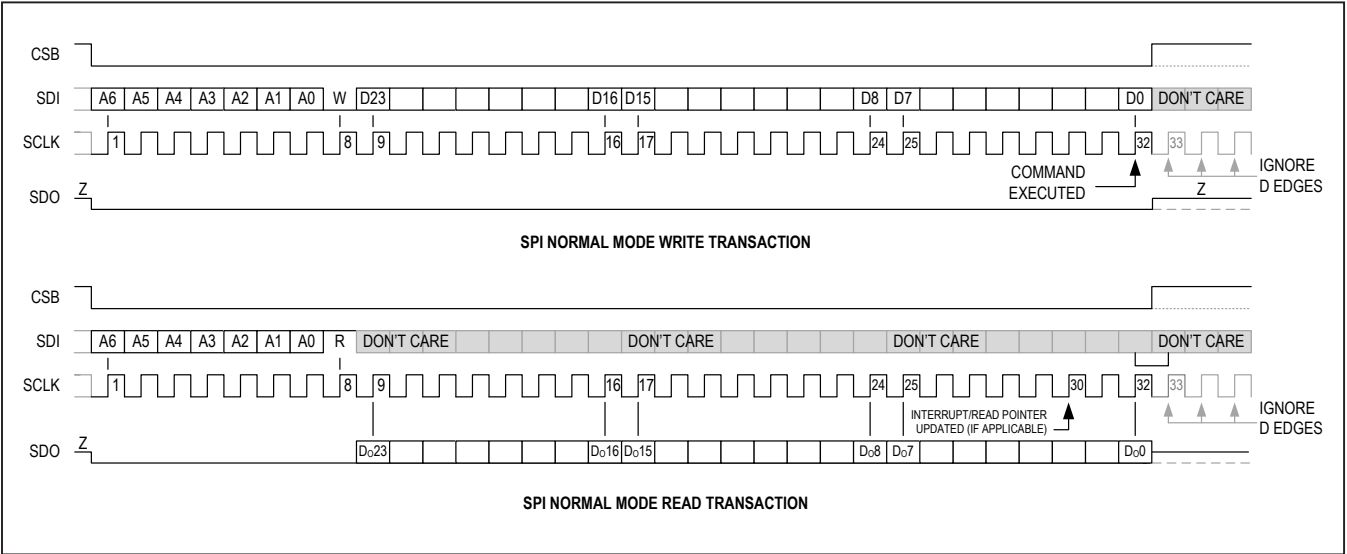 CSB
SDI A6 A5 A4 A3 A2 A1 A0 W D23 D16 D15 D8 D7 D0 DON'T CARE
SCLK 1 8 9 16 17 24 25 32 33
COMMAND EXECUTED
IGNORE D EDGES
SDO Z Z
SPI NORMAL MODE WRITE TRANSACTION
CSB
SDI A6 A5 A4 A3 A2 A1 A0 R DON'T CARE DON'T CARE DON'T CARE DON'T CARE
SCLK 1 8 9 16 17 24 25 30 32 33
INTERRUPT/READ POINTER
UPDATED (IF APPLICABLE)
IGNORE
D EDGES
SDO Z Do23 Do16 Do15 Do8 Do7 Do0
SPI NORMAL MODE READ TRANSACTION